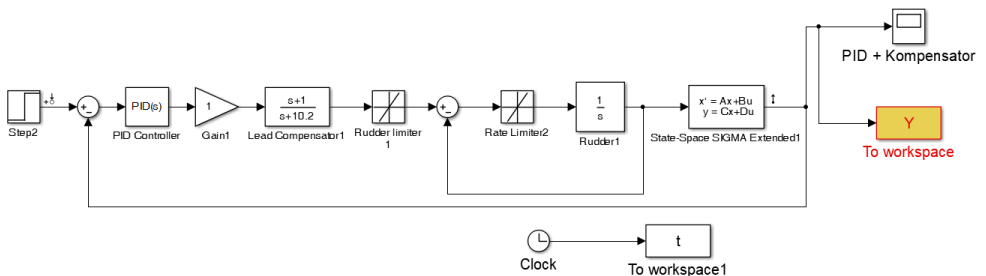 PID + Kompensator
Step2
PID(s)
PID Controller
1
Gain1
s+1
s+10.2
Lead Compensator1
Rudder limiter
1
Rate Limiter2
1
s
Rudder1
x' = Ax+Bu
y = Cx+Du
State-Space SIGMA Extended1
Y
To workspace
Clock
t
To workspace1